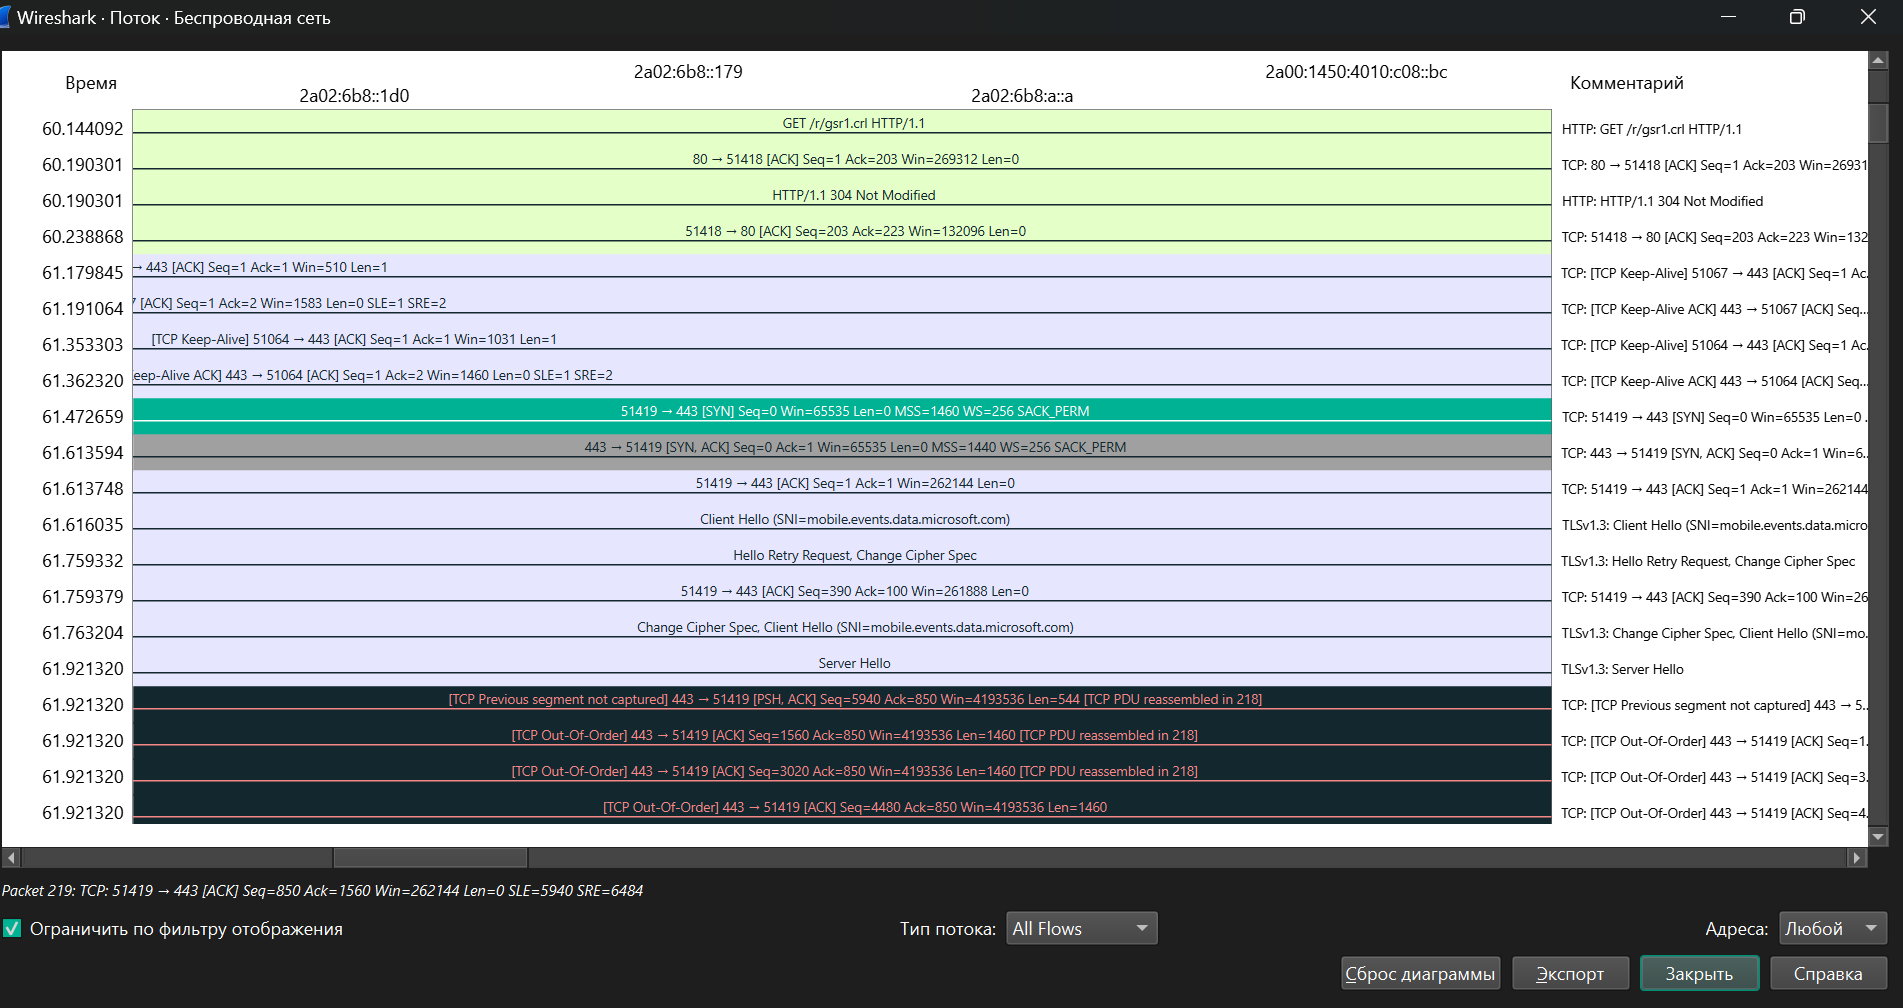 Wireshark · Поток · Беспроводная сеть
Время
2a02:6b8::1d0
2a02:6b8::179
2a02:6b8:a::a
2a00:1450:4010:c08::bc
Комментарий
60.144092 GET /r/gsr1.crl HTTP/1.1 HTTP: GET /r/gsr1.crl HTTP/1.1
60.190301 80 → 51418 [ACK] Seq=1 Ack=203 Win=269312 Len=0 TCP: 80 → 51418 [ACK] Seq=1 Ack=203 Win=26931
60.190301 HTTP/1.1 304 Not Modified HTTP: HTTP/1.1 304 Not Modified
60.238868 51418 → 80 [ACK] Seq=203 Ack=223 Win=132096 Len=0 TCP: 51418 → 80 [ACK] Seq=203 Ack=223 Win=132
61.179845 → 443 [ACK] Seq=1 Ack=1 Win=510 Len=1 TCP: [TCP Keep-Alive] 51067 → 443 [ACK] Seq=1 Ac...
61.191064 7 [ACK] Seq=1 Ack=2 Win=1583 Len=0 SLE=1 SRE=2 TCP: [TCP Keep-Alive ACK] 443 → 51067 [ACK] Seq...
61.353303 [TCP Keep-Alive] 51064 → 443 [ACK] Seq=1 Ack=1 Win=1031 Len=1 TCP: [TCP Keep-Alive] 51064 → 443 [ACK] Seq=1 Ac...
61.362320 eep-Alive ACK] 443 → 51064 [ACK] Seq=1 Ack=2 Win=1460 Len=0 SLE=1 SRE=2 TCP: [TCP Keep-Alive ACK] 443 → 51064 [ACK] Seq...
61.472659 51419 → 443 [SYN] Seq=0 Win=65535 Len=0 MSS=1460 WS=256 SACK_PERM TCP: 51419 → 443 [SYN] Seq=0 Win=65535 Len=0 .
61.613594 443 → 51419 [SYN, ACK] Seq=0 Ack=1 Win=65535 Len=0 MSS=1440 WS=256 SACK_PERM TCP: 443 → 51419 [SYN, ACK] Seq=0 Ack=1 Win=6...
61.613748 51419 → 443 [ACK] Seq=1 Ack=1 Win=262144 Len=0 TCP: 51419 → 443 [ACK] Seq=1 Ack=1 Win=262144
61.616035 Client Hello (SNI=mobile.events.data.microsoft.com) TLSv1.3: Client Hello (SNI=mobile.events.data.micro
61.759332 Hello Retry Request, Change Cipher Spec TLSv1.3: Hello Retry Request, Change Cipher Spec
61.759379 51419 → 443 [ACK] Seq=390 Ack=100 Win=261888 Len=0 TCP: 51419 → 443 [ACK] Seq=390 Ack=100 Win=26
61.763204 Change Cipher Spec, Client Hello (SNI=mobile.events.data.microsoft.com) TLSv1.3: Change Cipher Spec, Client Hello (SNI=mo...
61.921320 Server Hello TLSv1.3: Server Hello
61.921320 [TCP Previous segment not captured] 443 → 51419 [PSH, ACK] Seq=5940 Ack=850 Win=4193536 Len=544 [TCP PDU reassembled in 218] TCP: [TCP Previous segment not captured] 443 → 5...
61.921320 [TCP Out-Of-Order] 443 → 51419 [ACK] Seq=1560 Ack=850 Win=4193536 Len=1460 [TCP PDU reassembled in 218] TCP: [TCP Out-Of-Order] 443 → 51419 [ACK] Seq=1...
61.921320 [TCP Out-Of-Order] 443 → 51419 [ACK] Seq=3020 Ack=850 Win=4193536 Len=1460 [TCP PDU reassembled in 218] TCP: [TCP Out-Of-Order] 443 → 51419 [ACK] Seq=3...
61.921320 [TCP Out-Of-Order] 443 → 51419 [ACK] Seq=4480 Ack=850 Win=4193536 Len=1460 TCP: [TCP Out-Of-Order] 443 → 51419 [ACK] Seq=4...
Packet 219: TCP: 51419 → 443 [ACK] Seq=850 Ack=1560 Win=262144 Len=0 SLE=5940 SRE=6484
Ограничить по фильтру отображения
Тип потока: All Flows
Адреса: Любой
Сброс диаграммы
Экспорт
Закрыть
Справка